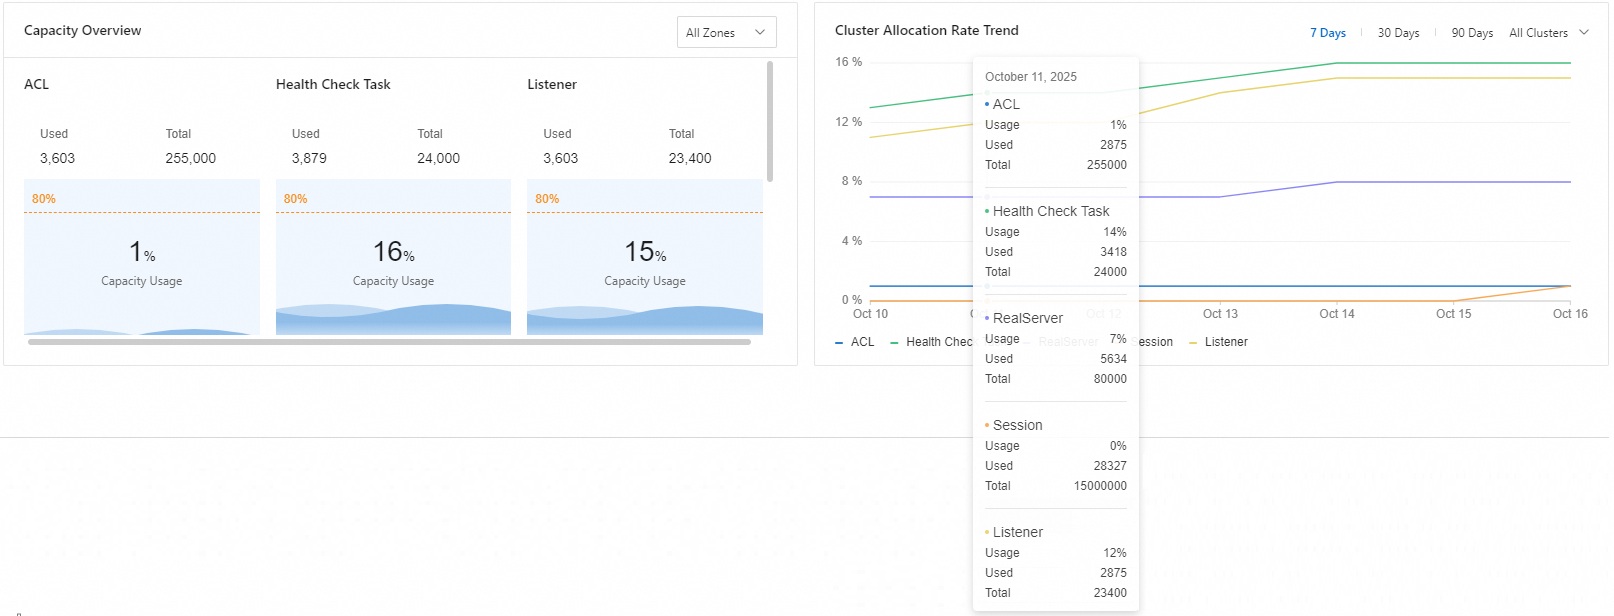 Capacity Overview
All Zones
ACL
Health Check Task
Listener
Used
Total
Used
Total
Used
Total
3,603
255,000
3,879
24,000
3,603
23,400
80%
80%
80%
1%
16%
15%
Capacity Usage
Capacity Usage
Capacity Usage
Cluster Allocation Rate Trend
7 Days
30 Days
90 Days
All Clusters
16 %
12 %
8 %
4 %
0 %
Oct 10
Oct 12
Oct 13
Oct 14
Oct 15
Oct 16
ACL
Health Chec
RealServer
ession
Listener
October 11, 2025
ACL
Usage 1%
Used 2875
Total 255000
Health Check Task
Usage 14%
Used 3418
Total 24000
RealServer
Usage 7%
Used 5634
Total 80000
Session
Usage 0%
Used 28327
Total 15000000
Listener
Usage 12%
Used 2875
Total 23400